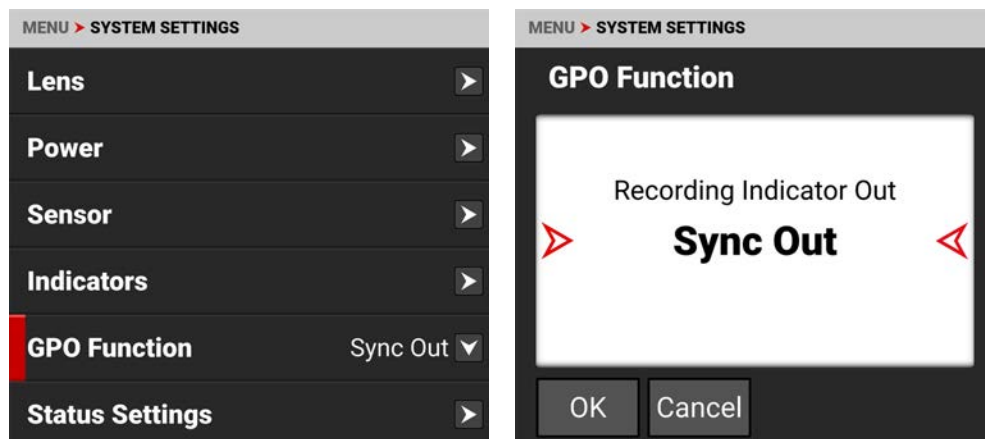 MENU ➤ SYSTEM SETTINGS
Lens
Power
Sensor
Indicators
GPO Function Sync Out
Status Settings
MENU ➤ SYSTEM SETTINGS
GPO Function
Recording Indicator Out
Sync Out
OK Cancel